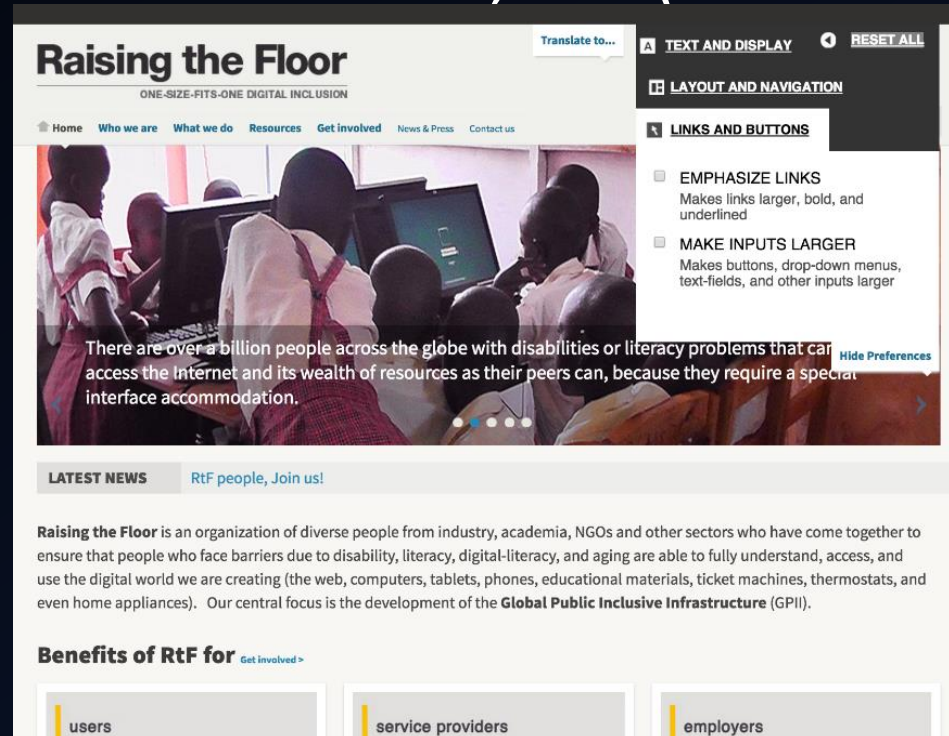 Raising the Floor
ONE-SIZE-FITS-ONE DIGITAL INCLUSION
Translate to...
TEXT AND DISPLAY
RESET ALL
LAYOUT AND NAVIGATION
LINKS AND BUTTONS
EMPHASIZE LINKS
Makes links larger, bold, and
underlined
MAKE INPUTS LARGER
Makes buttons, drop-down menus,
text-fields, and other inputs larger
Hide Preferences
Home Who we are What we do Resources Get involved News & Press Contact us
There are over a billion people across the globe with disabilities or literacy problems that
access the Internet and its wealth of resources as their peers can, because they require a special
interface accommodation.
LATEST NEWS RtF people, Join us!
Raising the Floor is an organization of diverse people from industry, academia, NGOs and other sectors who have come together to
ensure that people who face barriers due to disability, literacy, digital-literacy, and aging are able to fully understand, access, and
use the digital world we are creating (the web, computers, tablets, phones, educational materials, ticket machines, thermostats, and
even home appliances). Our central focus is the development of the Global Public Inclusive Infrastructure (GPII).
Benefits of RtF for Get involved >
users
service providers
employers